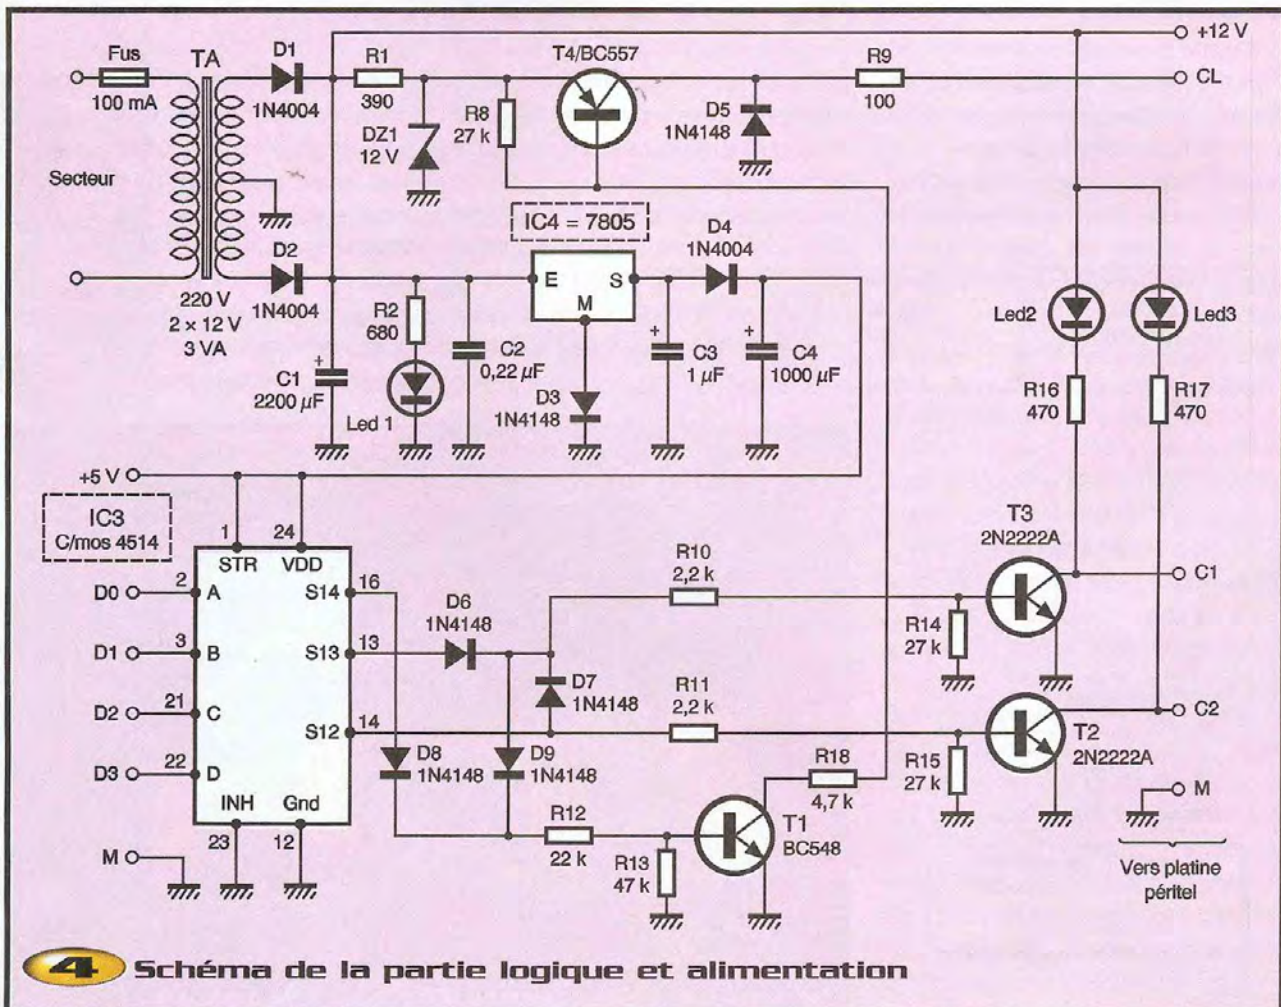 Fus
100 mA
TA
D1
1N4004
R1
390
DZ1
12 V
R8
27 k
T4/BC557
D5
1N4148
R9
100
+12 V
CL
Secteur
D2
1N4004
220 V
2 × 12 V
3 VA
IC4 = 7805
E
S
M
D4
1N4004
R2
680
C1
2200 µF
+
Led 1
C2
0,22 µF
D3
1N4148
+
C3
1 µF
+
C4
1000 µF
Led2
Led3
R16
470
R17
470
+5 V
IC3
C/mos 4514
1
24
STR
VDD
D0
2
A
D1
3
B
D2
21
C
D3
22
D
S14
16
S13
13
S12
14
INH
Gnd
23
12
M
D6
1N4148
D7
1N4148
D8
1N4148
D9
1N4148
R10
2,2 k
R11
2,2 k
R12
22 k
R13
47 k
T1
BC548
R18
4,7 k
R14
27 k
R15
27 k
T3
2N2222A
T2
2N2222A
C1
C2
M
Vers platine
péritel
4 Schéma de la partie logique et alimentation